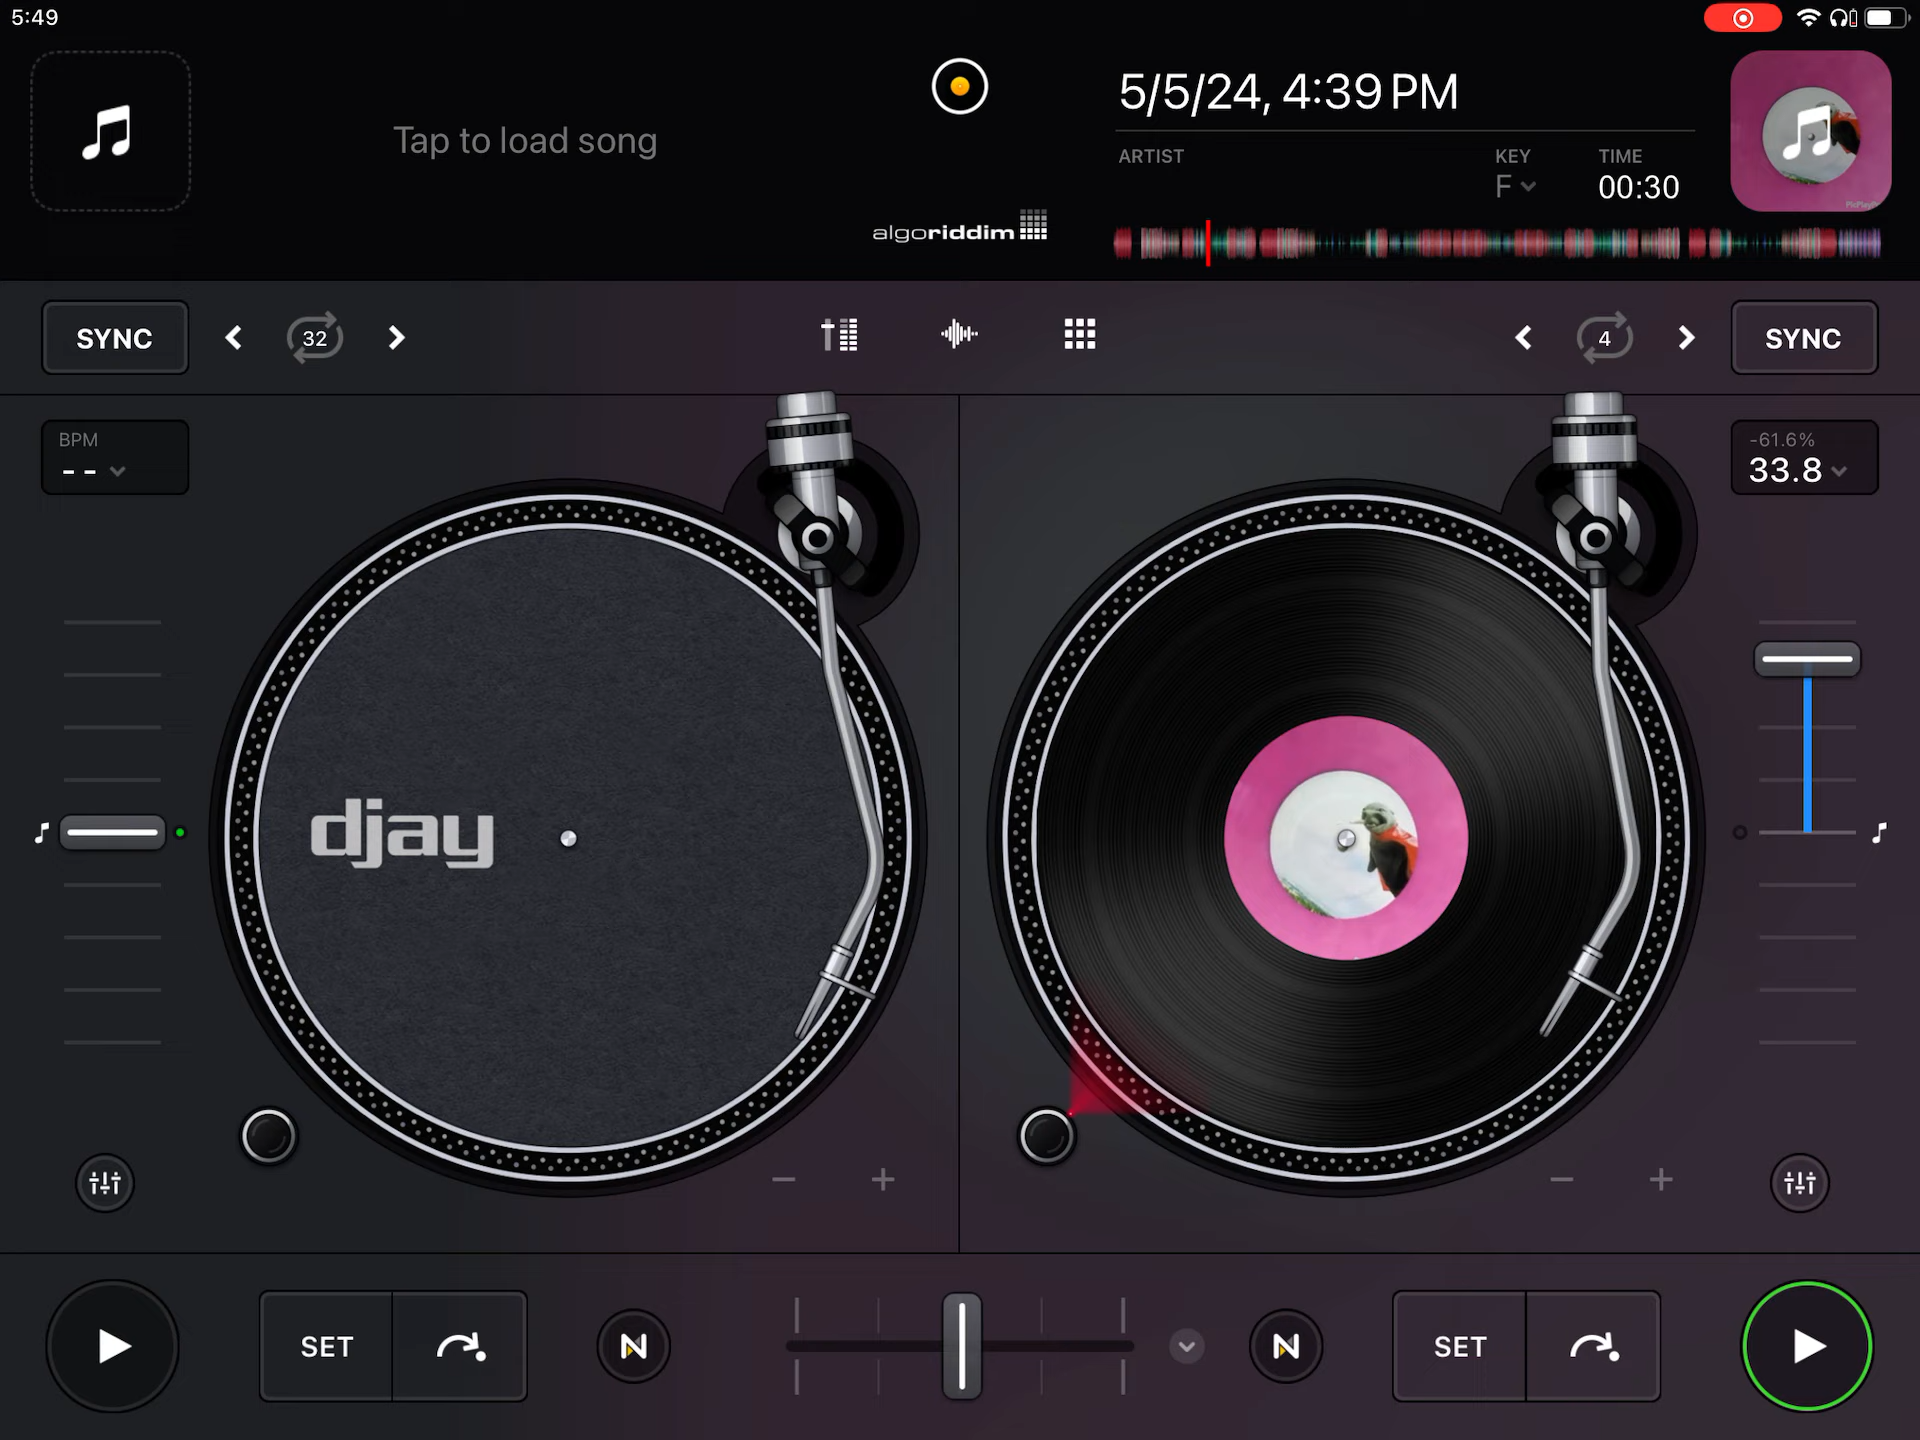 5:49
Tap to load song
5/5/24, 4:39 PM
ARTIST
KEY
TIME
F
00:30
algoriddim
SYNC
32
4
SYNC
BPM
--
-61.6%
33.8
djay
SET
N
N
SET